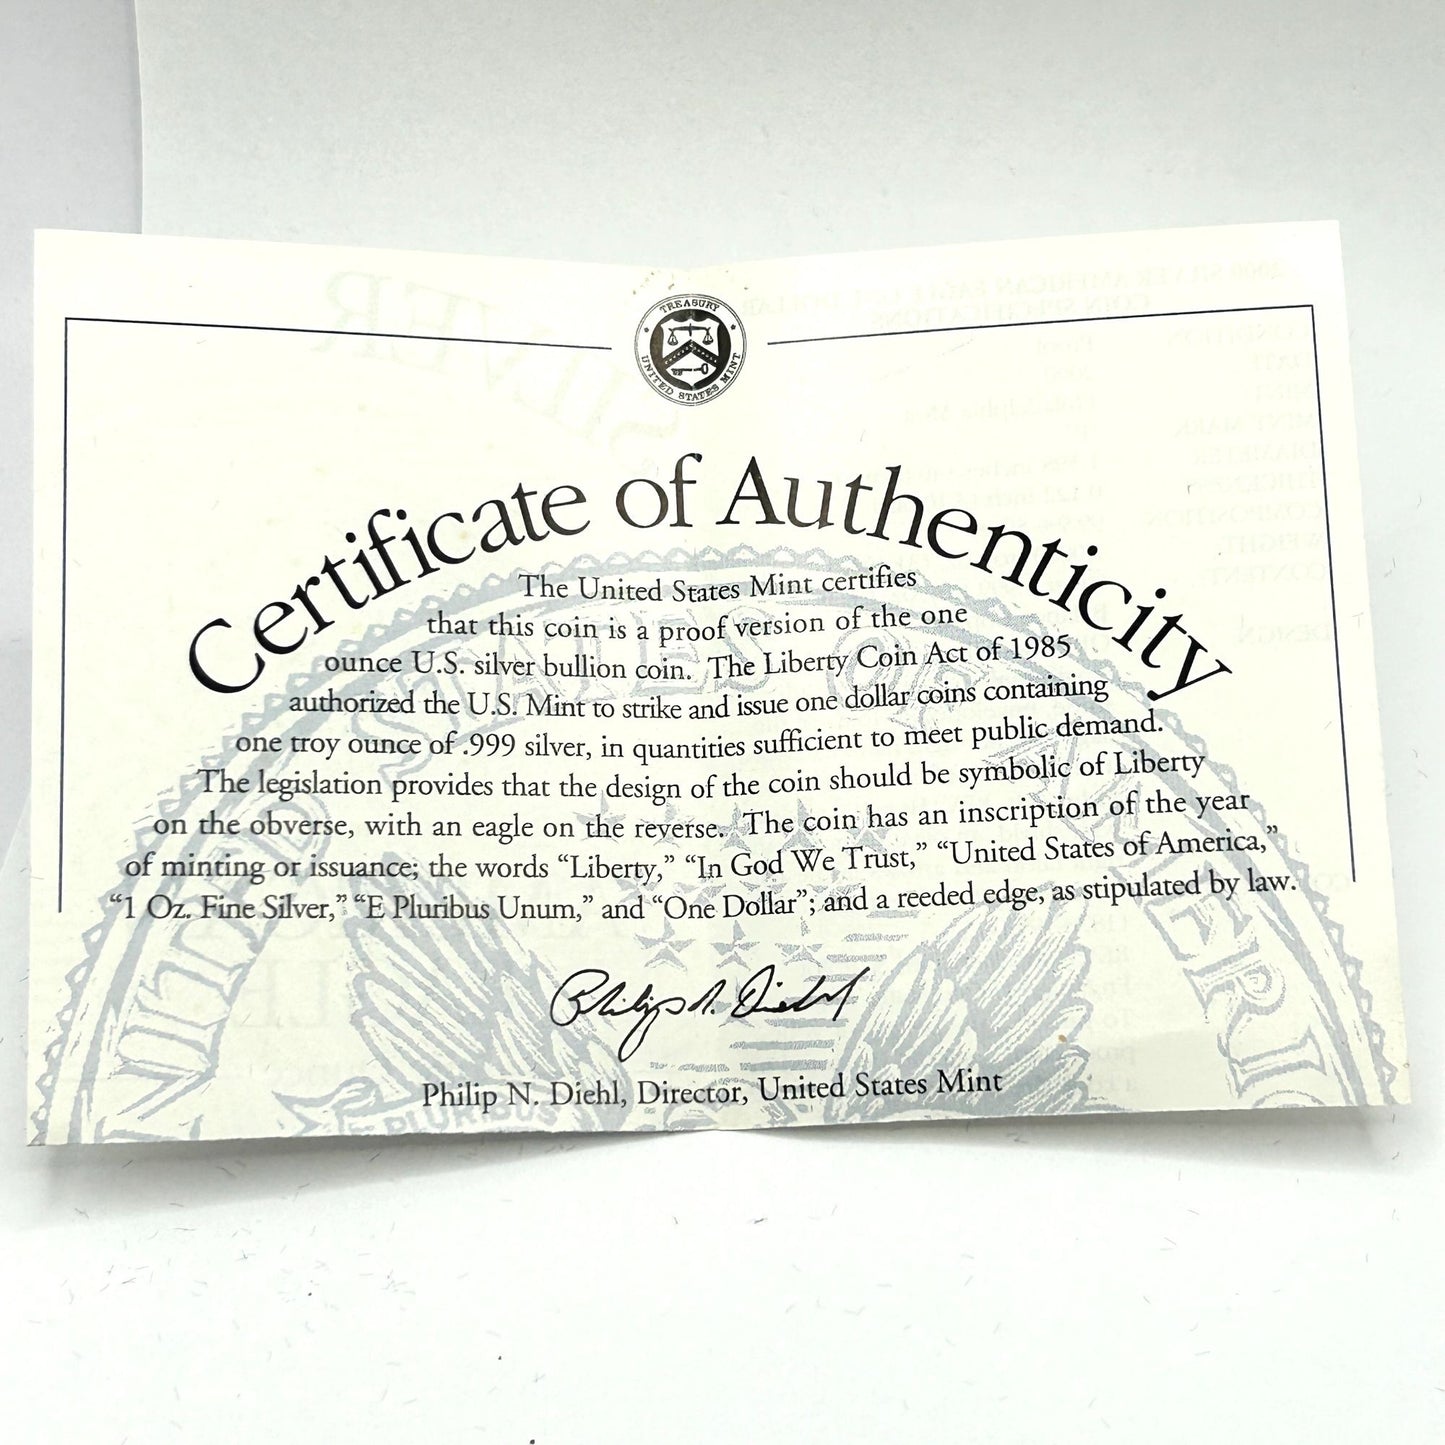 TREASURY
UNITED STATES MINT
Certificate of Authenticity
The United States Mint certifies
that this coin is a proof version of the one
ounce U.S. silver bullion coin. The Liberty Coin Act of 1985
authorized the U.S. Mint to strike and issue one dollar coins containing
one troy ounce of .999 silver, in quantities sufficient to meet public demand.
The legislation provides that the design of the coin should be symbolic of Liberty
on the obverse, with an eagle on the reverse. The coin has an inscription of the year
of minting or issuance; the words “Liberty,” “In God We Trust,” “United States of America,”
“1 Oz. Fine Silver,” “E Pluribus Unum,” and “One Dollar”; and a reeded edge, as stipulated by law.
Philip N. Diehl
Philip N. Diehl, Director, United States Mint
E PLURIBUS